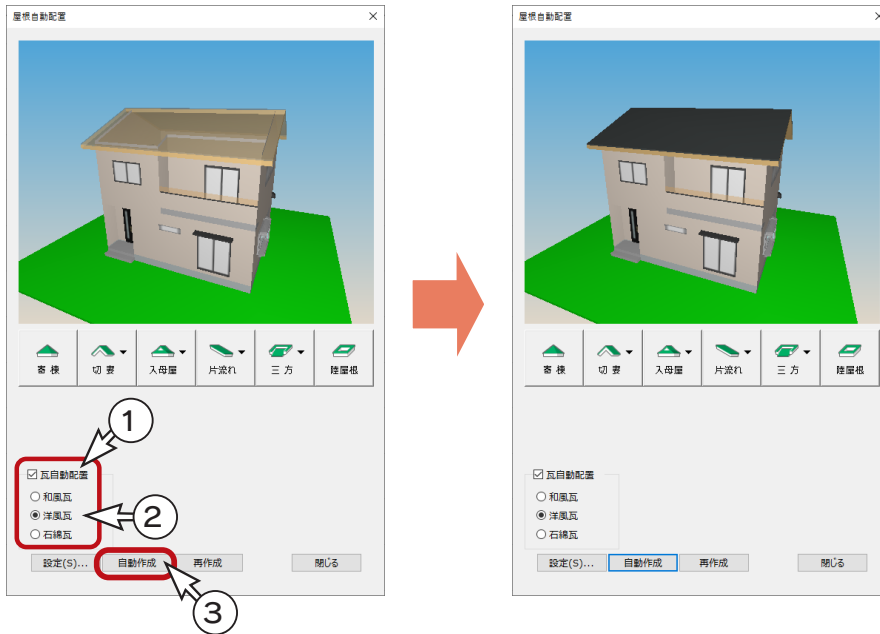 屋根自動配置
寄棟 切妻 入母屋 片流れ 三方 陸屋根
1
瓦自動配置
和風瓦
洋風瓦
2
石綿瓦
設定(S)... 自動作成 再作成 閉じる
3
屋根自動配置
寄棟 切妻 入母屋 片流れ 三方 陸屋根
瓦自動配置
和風瓦
洋風瓦
石綿瓦
設定(S)... 自動作成 再作成 閉じる